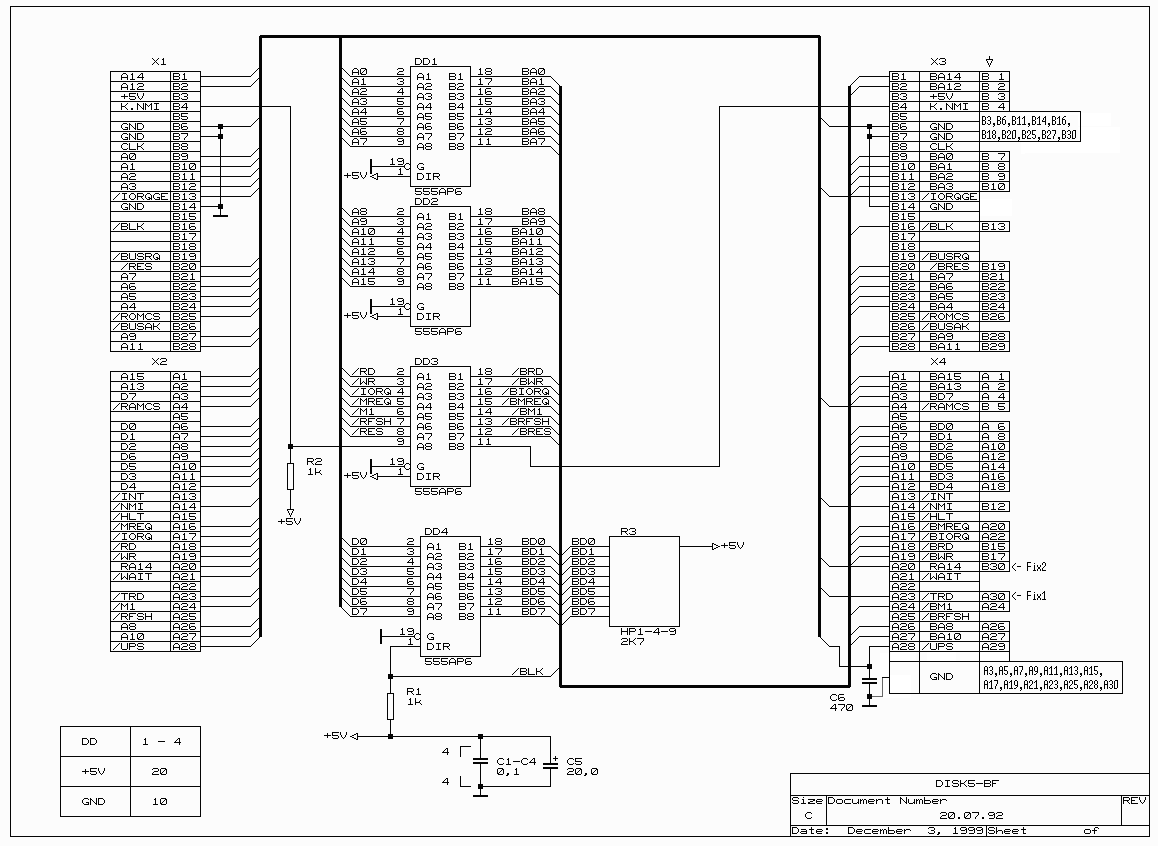 X1
A14 B1
A12 B2
+5V B3
K.NMI B4
B5
GND B6
GND B7
CLK B8
A0 B9
A1 B10
A2 B11
A3 B12
/IORQGE B13
GND B14
B15
/BLK B16
B17
B18
/BUSRQ B19
/RES B20
A7 B21
A6 B22
A5 B23
A4 B24
/ROMCS B25
/BUSAK B26
A9 B27
A11 B28
X2
A15 A1
A13 A2
D7 A3
/RAMCS A4
A5
D0 A6
D1 A7
D2 A8
D6 A9
D5 A10
D3 A11
D4 A12
/INT A13
/NMI A14
/HLT A15
/MREQ A16
/IORQ A17
/RD A18
/WR A19
RA14 A20
/WAIT A21
A22
/TRD A23
/M1 A24
/RFSH A25
A8 A26
A10 A27
/UPS A28
DD1
A0 2 A1 B1 18 BA0
A1 3 A2 B2 17 BA1
A2 4 A3 B3 16 BA2
A3 5 A4 B4 15 BA3
A4 6 A5 B5 14 BA4
A5 7 A6 B6 13 BA5
A6 8 A7 B7 12 BA6
A7 9 A8 B8 11 BA7
19 G
+5V 1 DIR
555AP6
DD2
A8 2 A1 B1 18 BA8
A9 3 A2 B2 17 BA9
A10 4 A3 B3 16 BA10
A11 5 A4 B4 15 BA11
A12 6 A5 B5 14 BA12
A13 7 A6 B6 13 BA13
A14 8 A7 B7 12 BA14
A15 9 A8 B8 11 BA15
19 G
+5V 1 DIR
555AP6
DD3
/RD 2 A1 B1 18 /BRD
/WR 3 A2 B2 17 /BWR
/IORQ 4 A3 B3 16 /BIORQ
/MREQ 5 A4 B4 15 /BMREQ
/M1 6 A5 B5 14 /BM1
/RFSH 7 A6 B6 13 /BRFSH
/RES 8 A7 B7 12 /BRES
9 A8 B8 11
19 G
+5V 1 DIR
555AP6
R2
1k
+5V
DD4
D0 2 A1 B1 18 BD0
D1 3 A2 B2 17 BD1
D2 4 A3 B3 16 BD2
D3 5 A4 B4 15 BD3
D4 6 A5 B5 14 BD4
D5 7 A6 B6 13 BD5
D6 8 A7 B7 12 BD6
D7 9 A8 B8 11 BD7
19 G
1 DIR
555AP6
/BLK
R3
BD0
BD1
BD2
BD3
BD4
BD5
BD6
BD7
+5V
HP1-4-9
2K7
R1
1k
+5V
4
4
C1-C4
0,1
+
C5
20,0
X3
B1 BA14 B 1
B2 BA12 B 2
B3 +5V B 3
B4 K.NMI B 4
B5
B6 GND
B7 GND
B8 CLK
B3,B6,B11,B14,B16,
B18,B20,B25,B27,B30
B9 BA0 B 7
B10 BA1 B 8
B11 BA2 B 9
B12 BA3 B10
B13 /IORQGE
B14 GND
B15
B16 /BLK B13
B17
B18
B19 /BUSRQ
B20 /BRES B19
B21 BA7 B21
B22 BA6 B22
B23 BA5 B23
B24 BA4 B24
B25 /ROMCS B26
B26 /BUSAK
B27 BA9 B28
B28 BA11 B29
X4
A1 BA15 A 1
A2 BA13 A 2
A3 BD7 A 4
A4 /RAMCS B 5
A5
A6 BD0 A 6
A7 BD1 A 8
A8 BD2 A10
A9 BD6 A12
A10 BD5 A14
A11 BD3 A16
A12 BD4 A18
A13 /INT
A14 /NMI B12
A15 /HLT
A16 /BMREQ A20
A17 /BIORQ A22
A18 /BRD B15
A19 /BWR B17
A20 RA14 B30 <- Fix2
A21 /WAIT
A22
A23 /TRD A30 <- Fix1
A24 /BM1 A24
A25 /BRFSH
A26 BA8 A26
A27 BA10 A27
A28 /UPS A29
GND A3,A5,A7,A9,A11,A13,A15,
A17,A19,A21,A23,A25,A28,A30
C6
470
DD 1 - 4
+5V 20
GND 10
DISK5-BF
Size Document Number REV
C 20.07.92
Date: December 3, 1999 Sheet of